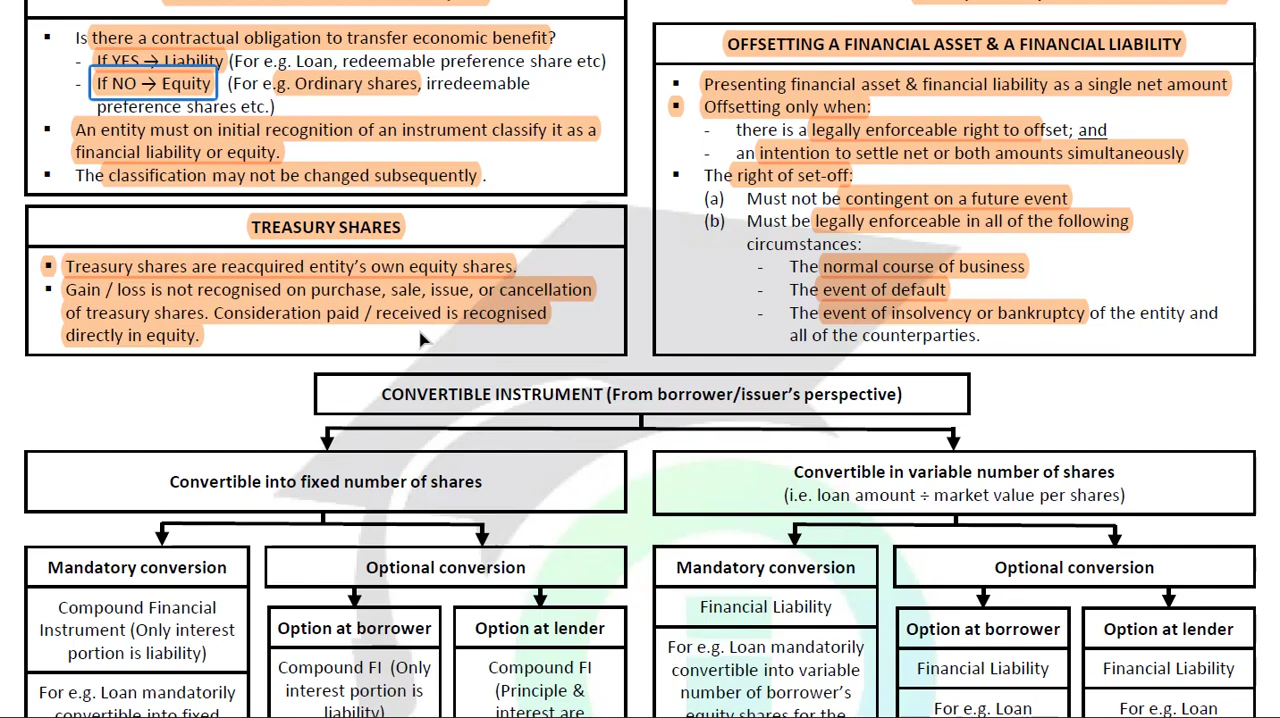 ▪ Is there a contractual obligation to transfer economic benefit?
- If YES → Liability (For e.g. Loan, redeemable preference share etc)
- If NO → Equity (For e.g. Ordinary shares, irredeemable
preference shares etc.)
▪ An entity must on initial recognition of an instrument classify it as a
financial liability or equity.
▪ The classification may not be changed subsequently .
TREASURY SHARES
▪ Treasury shares are reacquired entity's own equity shares.
▪ Gain / loss is not recognised on purchase, sale, issue, or cancellation
of treasury shares. Consideration paid / received is recognised
directly in equity.
OFFSETTING A FINANCIAL ASSET & A FINANCIAL LIABILITY
▪ Presenting financial asset & financial liability as a single net amount
▪ Offsetting only when:
- there is a legally enforceable right to offset; and
- an intention to settle net or both amounts simultaneously
▪ The right of set-off:
(a) Must not be contingent on a future event
(b) Must be legally enforceable in all of the following
circumstances:
- The normal course of business
- The event of default
- The event of insolvency or bankruptcy of the entity and
all of the counterparties.
CONVERTIBLE INSTRUMENT (From borrower/issuer's perspective)
Convertible into fixed number of shares
Mandatory conversion
Compound Financial
Instrument (Only interest
portion is liability)
For e.g. Loan mandatorily
convertible into fixed
Optional conversion
Option at borrower
Compound FI (Only
interest portion is
liability)
Option at lender
Compound FI
(Principle &
interest are
Convertible in variable number of shares
(i.e. loan amount ÷ market value per shares)
Mandatory conversion
Financial Liability
For e.g. Loan mandatorily
convertible into variable
number of borrower's
equity shares for the
Optional conversion
Option at borrower
Financial Liability
For e.g. Loan
Option at lender
Financial Liability
For e.g. Loan